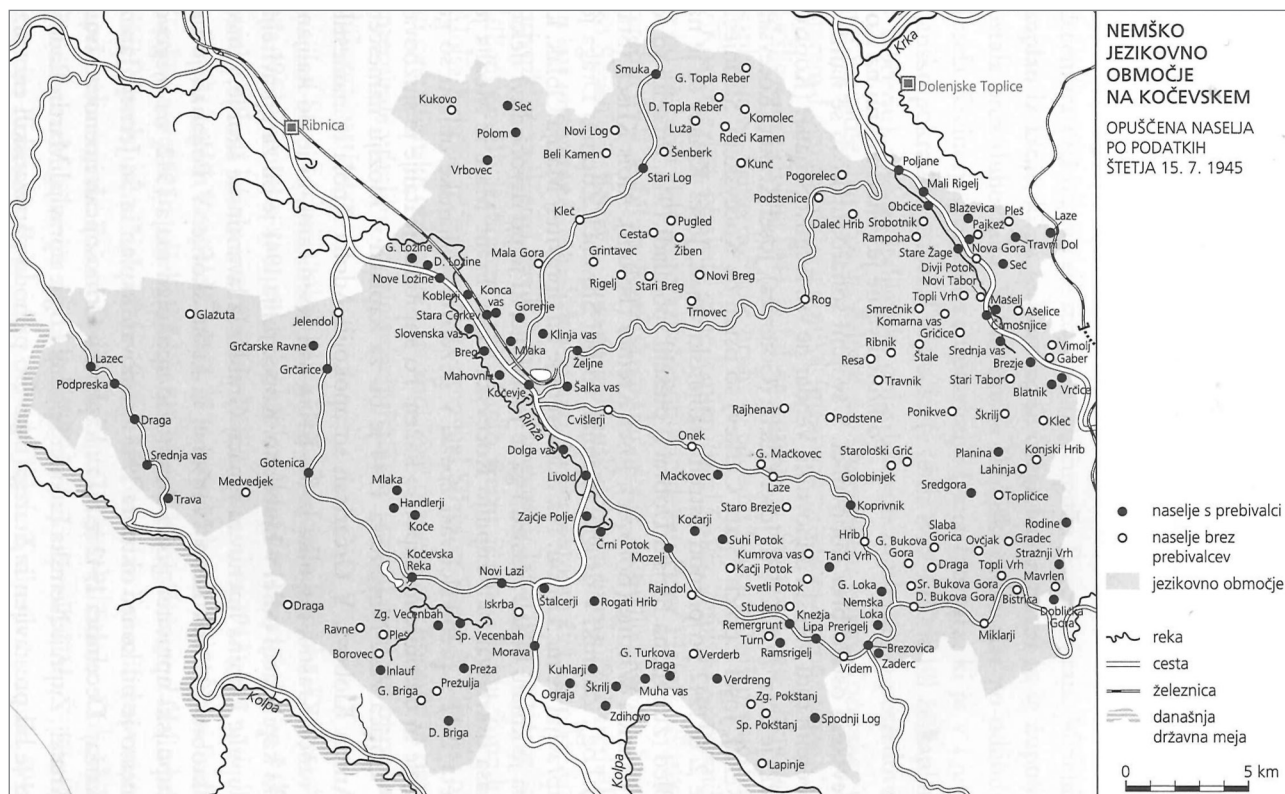 NEMŠKO
JEZIKOVNO
OBMOČJE
NA KOČEVSKEM
OPUŠČENA NASELJA
PO PODATKIH
ŠTETJA 15. 7. 1945
Krka
Smuka
G. Topla Reber
Dolenjske Toplice
Kukovo
Seč
D. Topla Reber
Komolec
Ribnica
Polom
Novi Log
Luža
Rdeči Kamen
Vrbovec
Beli Kamen
Šenberk
Kunč
Poljane
Stari Log
Pogorelec
Mali Rigelj
Podstenice
Občice
Blaževica
Pleš
Laze
Kleč
Pugled
Daleč Hrib
Srobotnik
Pajkež
Cesta
Žiben
Rampoha
Nova Gora
Travni Dol
G. Ložine
D. Ložine
Mala Gora
Grintavec
Stare Žage
Seč
Nove Ložine
Rigelj
Stari Breg
Novi Breg
Divji Potok
Novi Tabor
Koblerji
Konca
vas
Gorenje
Trnovec
Rog
Topli Vrh
Mašelj
Glažuta
Jelendol
Stara Cerkev
Smrečnik
Komarna vas
Ašelice
Slovenska vas
Klinja vas
Gričice
Čamošnjice
Grčarske Ravne
Breg
Mlaka
Željne
Ribnik
Štale
Srednja vas
Vimolj
Gaber
Lazec
Grčarice
Mahovnik
Resa
Brezje
Podpreska
Kočevje
Šalka vas
Travnik
Stari Tabor
Blatnik
Vrčice
Draga
Rinža
Cvišlerji
Rajhenav
Podstene
Ponikve
Škrilj
Kleč
Dolga vas
Onek
Srednja vas
Gotenica
Livold
G. Mačkovec
Staroloski Grič
Planina
Konjski Hrib
Medvedjek
Mlaka
Mačkovec
Laze
Golobinjek
Lahinja
Trava
Handlerji
Staro Brezje
Sredgora
Topličice
Koče
Zajčje Polje
Koprivnik
Kočarji
Slaba
Gorica
Rodine
Črni Potok
Suhi Potok
Hrib
G. Bukova
Gora
Ovčjak
Gradec
Mozelj
Kumrova vas
Tanči Vrh
Stražnji Vrh
Kočevska
Reka
Novi Lazi
Kačji Potok
Draga
Topli Vrh
Štalcerji
Rajndol
Svetli Potok
G. Loka
Sr. Bukova Gora
Mavrlen
Draga
Zg. Vecenbah
Iskrba
Rogati Hrib
Studeno
Knežja
Nemška
Loka
D. Bukova Gora
Bistrica
Doblička
Gora
Ravne
Pleš
Sp. Vecenbah
Remergrunt
Lipa
Prerigelj
Miklarji
Borovec
Morava
G. Turkova
Draga
Turn
Brezovica
Inlauf
Preža
Kuhlarji
Verderb
Ramsrigelj
Videm
Zaderc
Prežulja
Ograja
Škrilj
Muha vas
Verdreng
G. Briga
Zdihovo
Zg. Pokštanj
D. Briga
Sp. Pokštanj
Spodnji Log
Kolpa
Kolpa
Lapinje
naselje s prebivalci
naselje brez
prebivalcev
jezikovno območje
reka
cesta
železnica
današnja
državna meja
0
5 km